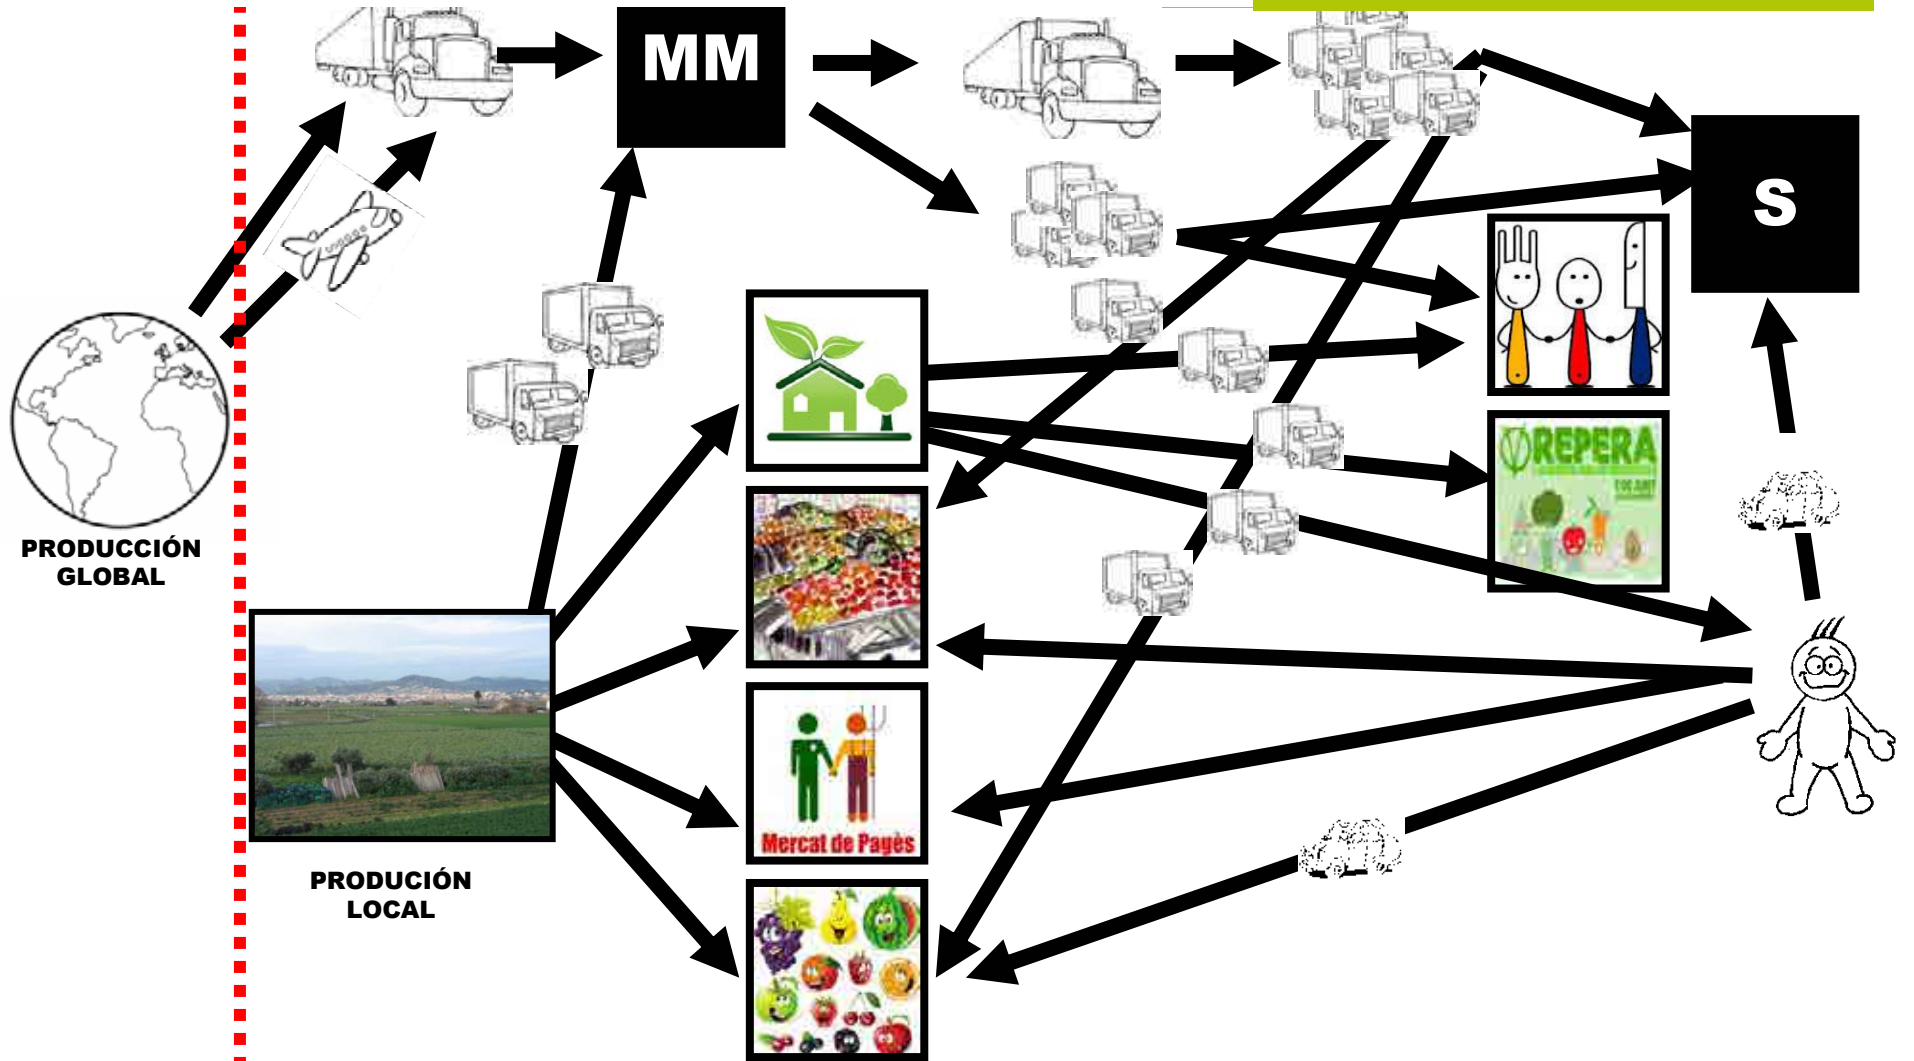 MM
S
PRODUCCIÓN
GLOBAL
REPERA
PRODUCIÓN
LOCAL
Mercat de Pagès